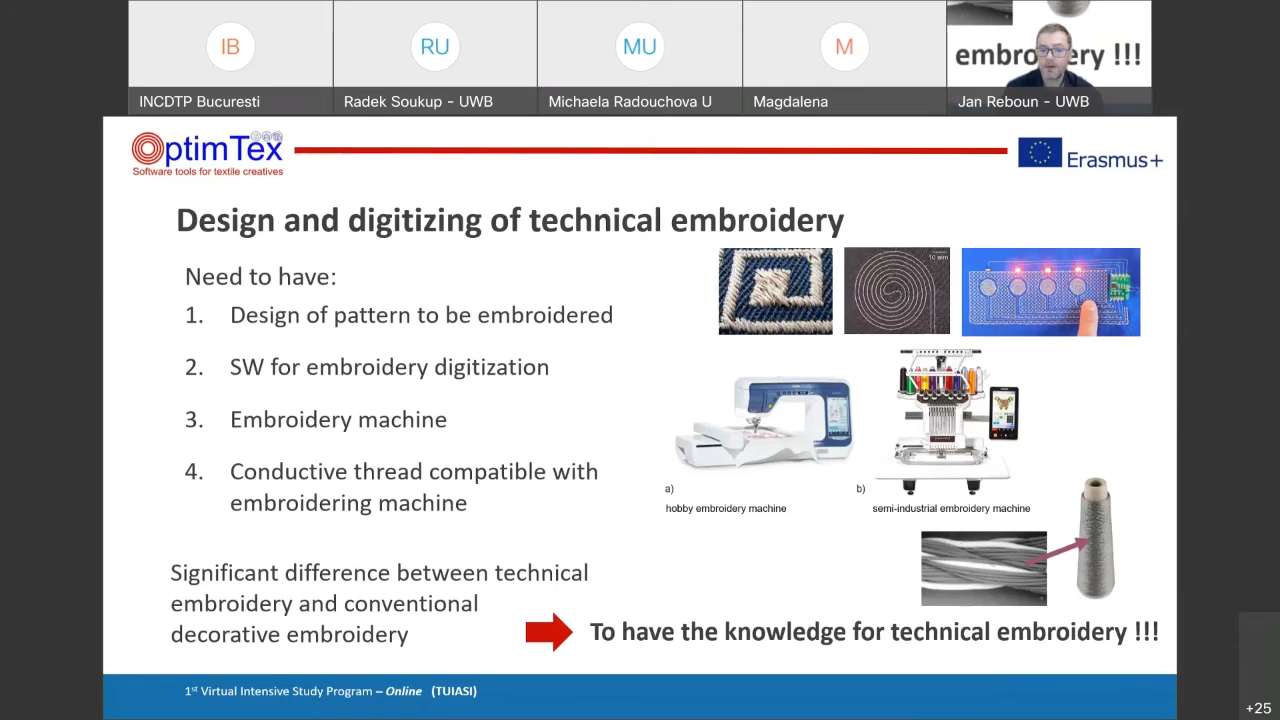 IB
RU
MU
M
embroidery !!!
INCDTP Bucuresti
Radek Soukup - UWB
Michaela Radouchova U
Magdalena
Jan Reboun - UWB
OptimTex
Software tools for textile creatives
Erasmus+
Design and digitizing of technical embroidery
Need to have:
1. Design of pattern to be embroidered
2. SW for embroidery digitization
3. Embroidery machine
4. Conductive thread compatible with
embroidering machine
10 mm
a)
hobby embroidery machine
b)
semi-industrial embroidery machine
Significant difference between technical
embroidery and conventional
decorative embroidery
To have the knowledge for technical embroidery !!!
1st Virtual Intensive Study Program – Online (TUIASI)
+25